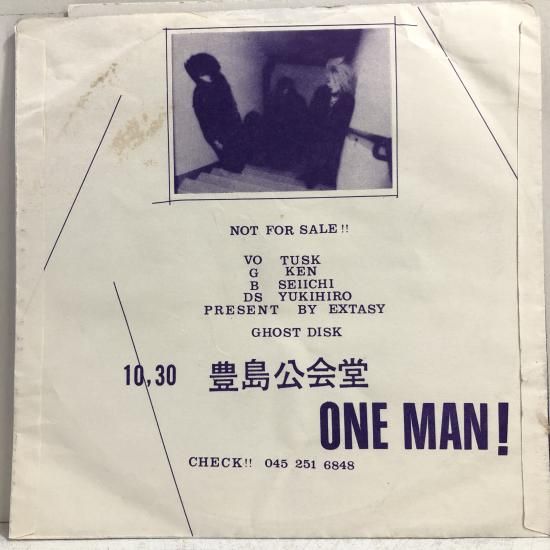 NOT FOR SALE!!
VO TUSK
G KEN
B SEIICHI
DS YUKIHIRO
PRESENT BY EXTASY
GHOST DISK
10,30 豊島公会堂
ONE MAN!
CHECK!! 045 251 6848